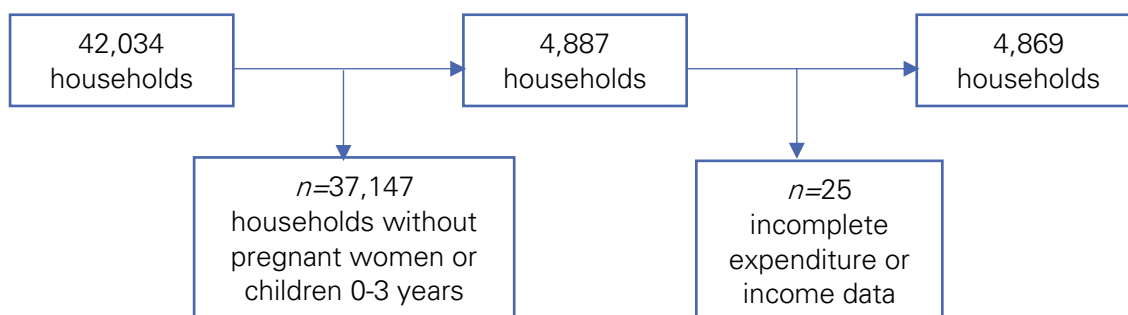 42,034
households
4,887
households
4,869
households
n=37,147
households without
pregnant women or
children 0-3 years
n=25
incomplete
expenditure or
income data